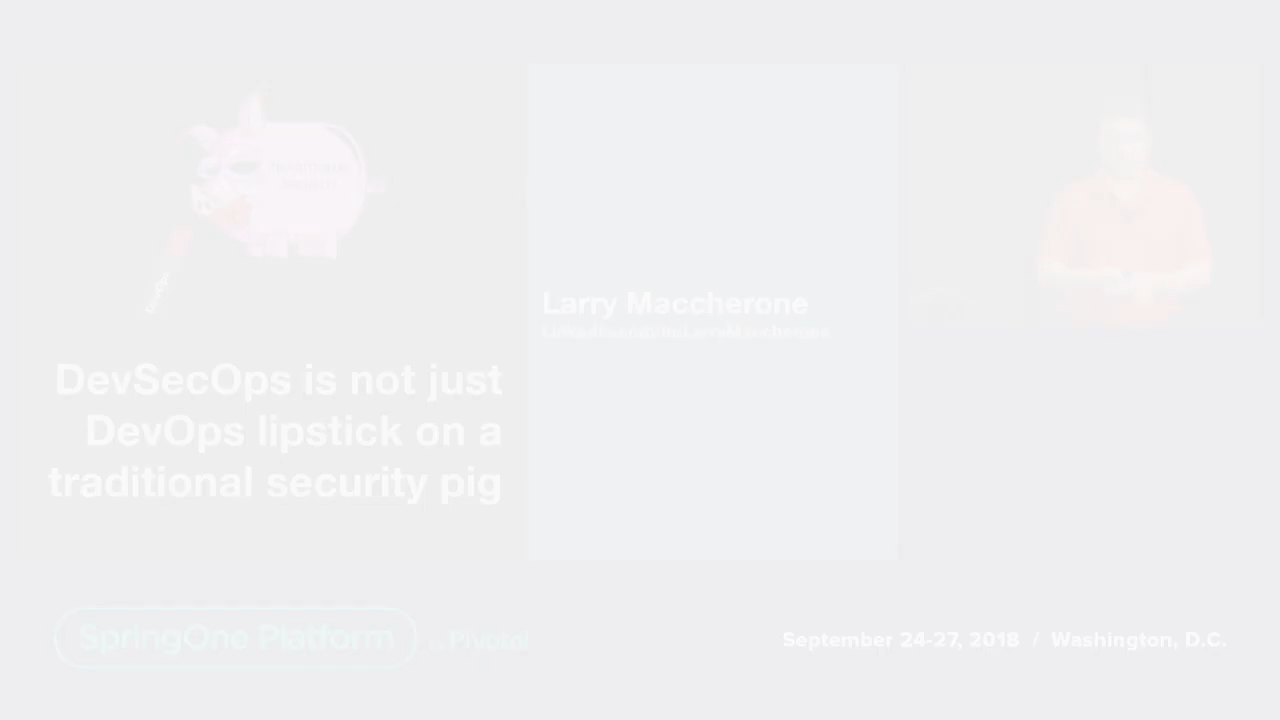 DevSecOps is not just
DevOps lipstick on a
traditional security pig
Larry Maccherone
SpringOne Platform
by Pivotal
September 24-27, 2018 / Washington, D.C.